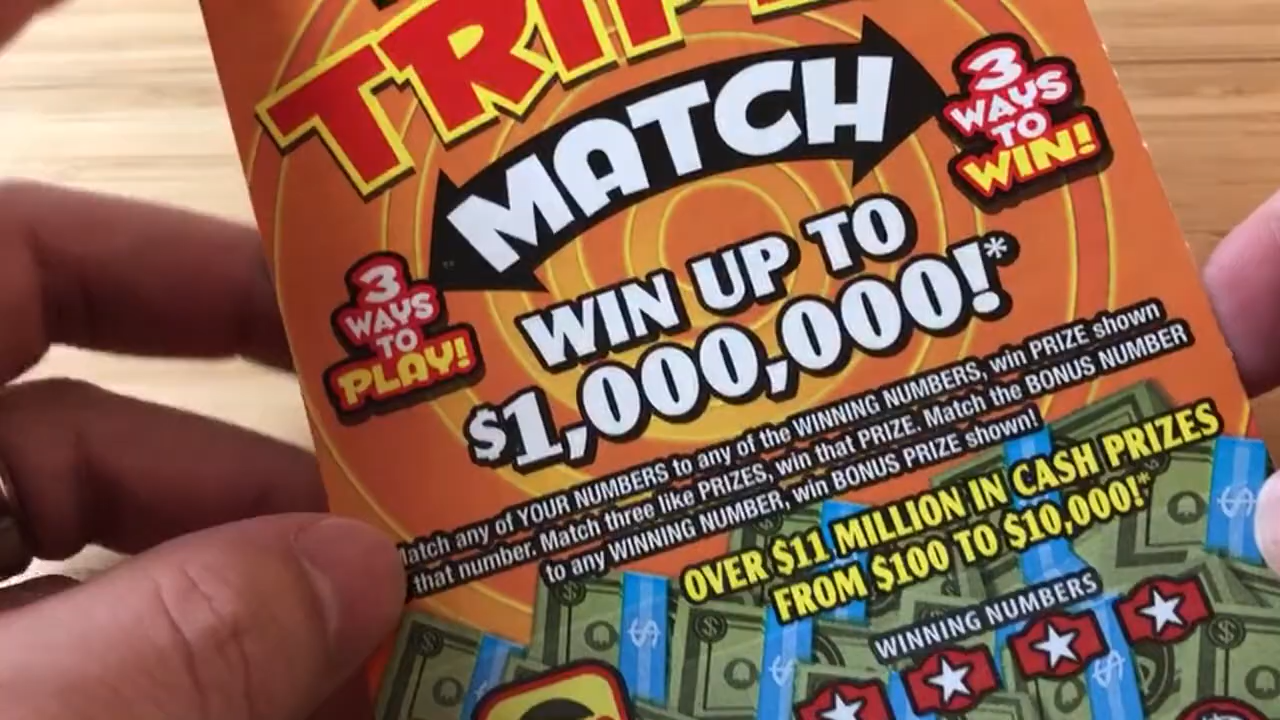 MATCH
3
WAYS
TO
WIN!
3
WAYS
TO
PLAY!
WIN UP TO
$1,000,000!*
Match any of YOUR NUMBERS to any of the WINNING NUMBERS, win PRIZE shown
that number. Match three like PRIZES, win that PRIZE. Match the BONUS NUMBER
to any WINNING NUMBER, win BONUS PRIZE shown!
OVER $11 MILLION IN CASH PRIZES
FROM $100 TO $10,000!*
WINNING NUMBERS